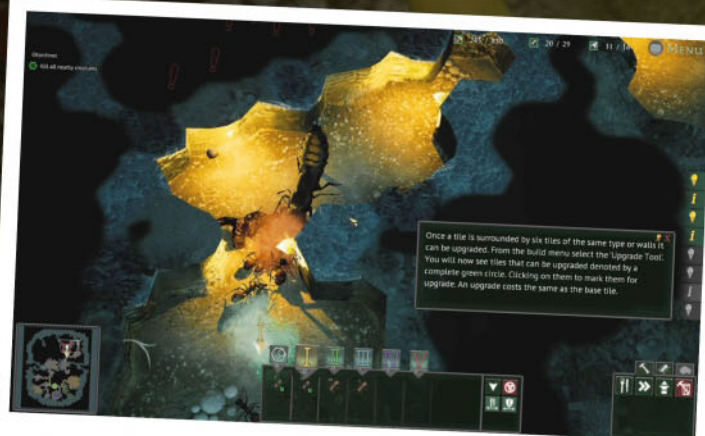 Objectives
Kill all nearby creatures
20 / 29
MENU
Once a tile is surrounded by six tiles of the same type or walls it
can be upgraded. From the build menu select the 'Upgrade Tool'.
You will now see tiles that can be upgraded denoted by a
complete green circle. Clicking on them to mark them for
upgrade. An upgrade costs the same as the base tile.